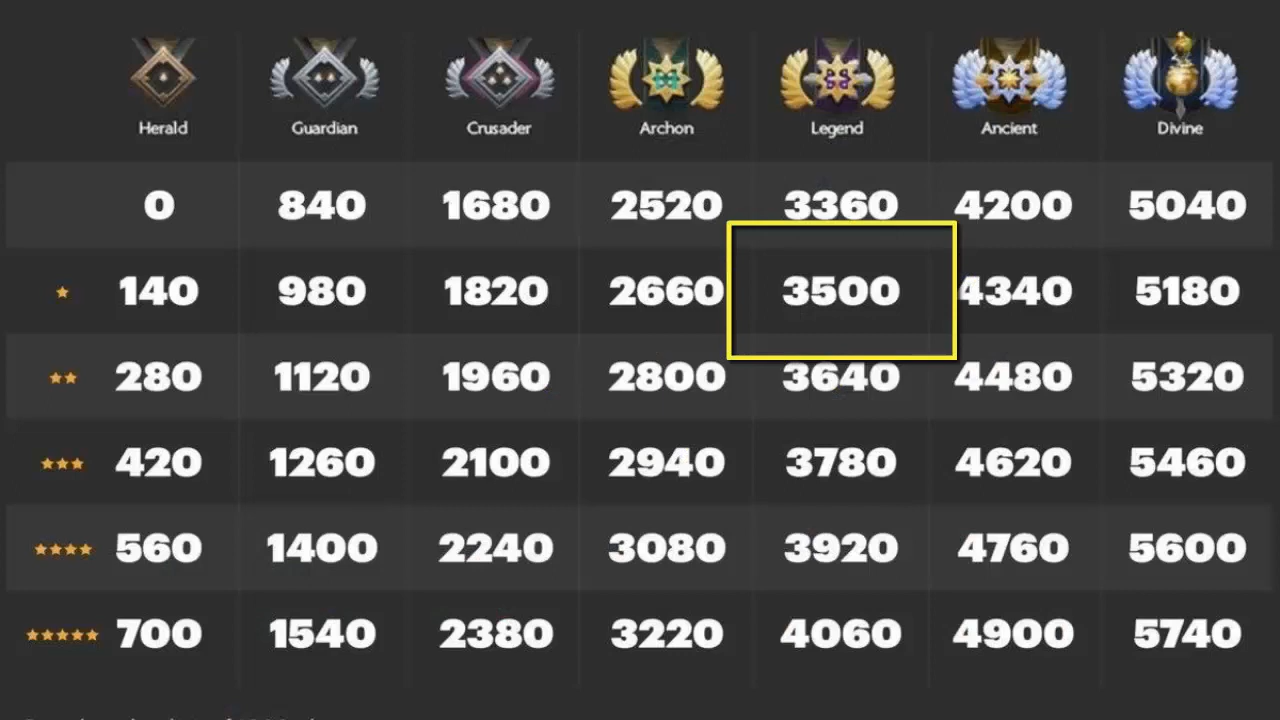 Herald Guardian Crusader Archon Legend Ancient Divine
0 840 1680 2520 3360 4200 5040
140 980 1820 2660 3500 4340 5180
280 1120 1960 2800 3640 4480 5320
420 1260 2100 2940 3780 4620 5460
560 1400 2240 3080 3920 4760 5600
700 1540 2380 3220 4060 4900 5740